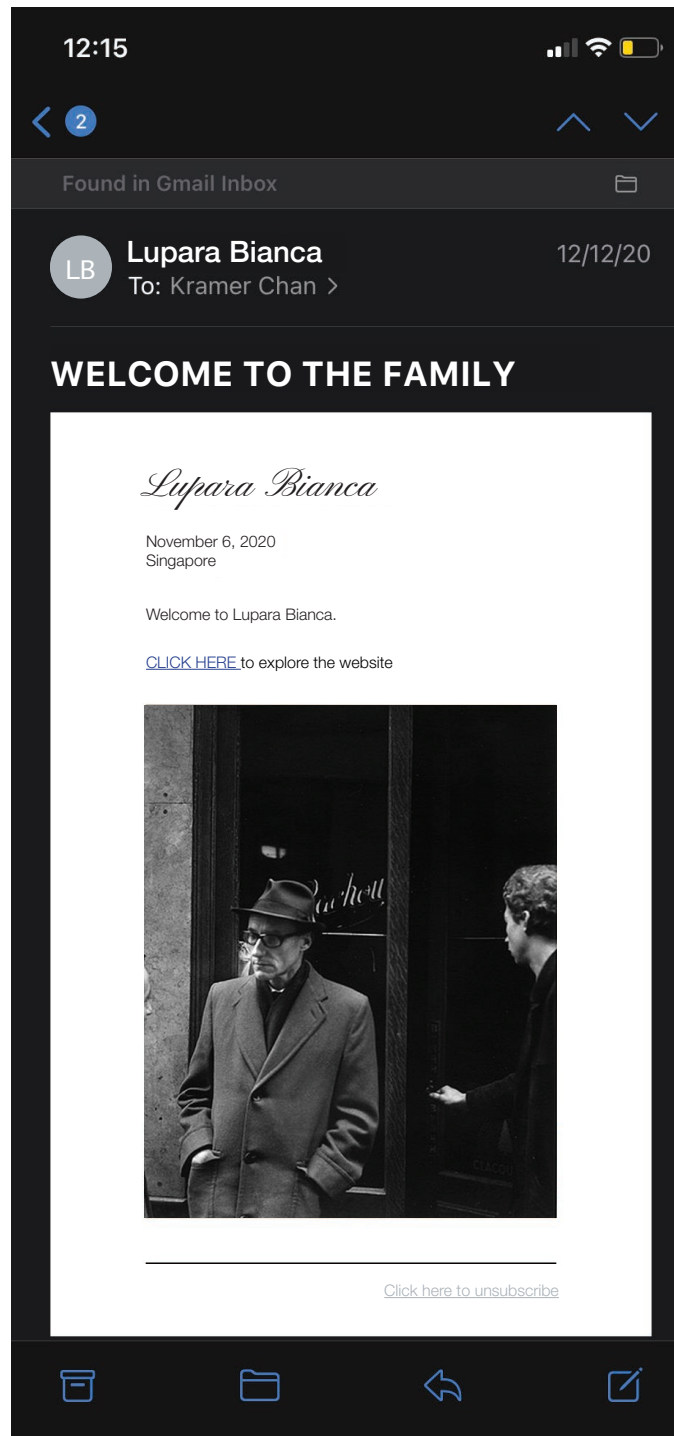 12:15
2
Found in Gmail Inbox
LB
Lupara Bianca
12/12/20
To: Kramer Chan >
WELCOME TO THE FAMILY
Lupara Bianca
November 6, 2020
Singapore
Welcome to Lupara Bianca.
CLICK HERE to explore the website
Click here to unsubscribe